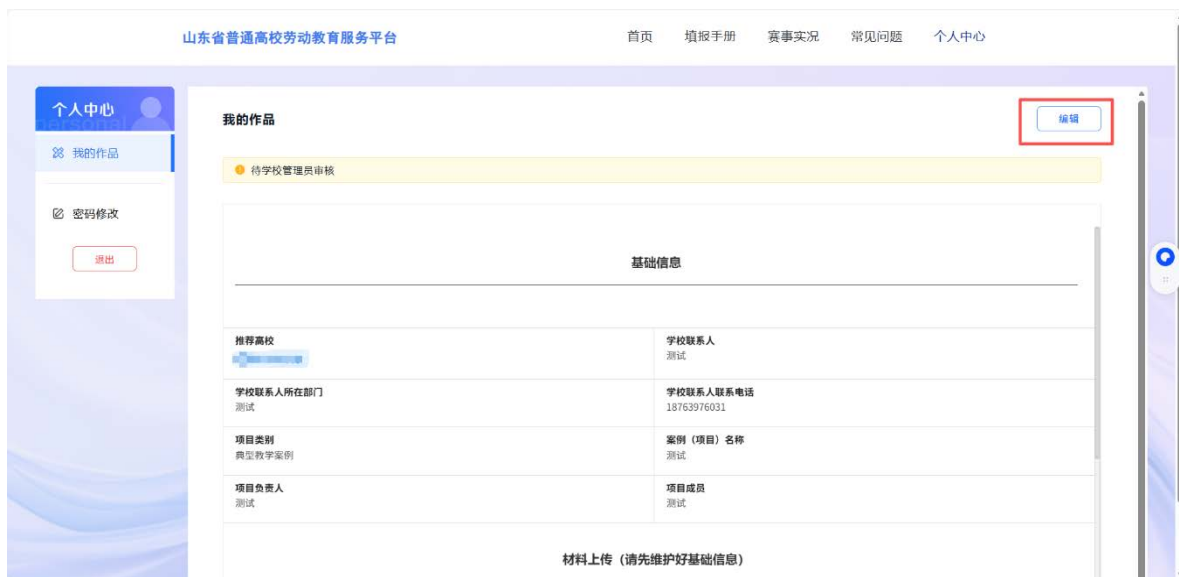 山东省普通高校劳动教育服务平台
首页 填报手册 赛事实况 常见问题 个人中心
个人中心
personal
我的作品
密码修改
退出
我的作品
编辑
待学校管理员审核
基础信息
推荐高校
学校联系人
测试
学校联系人所在部门
测试
学校联系人联系电话
18763976031
项目类别
典型教学案例
案例（项目）名称
测试
项目负责人
测试
项目成员
测试
材料上传（请先维护好基础信息）